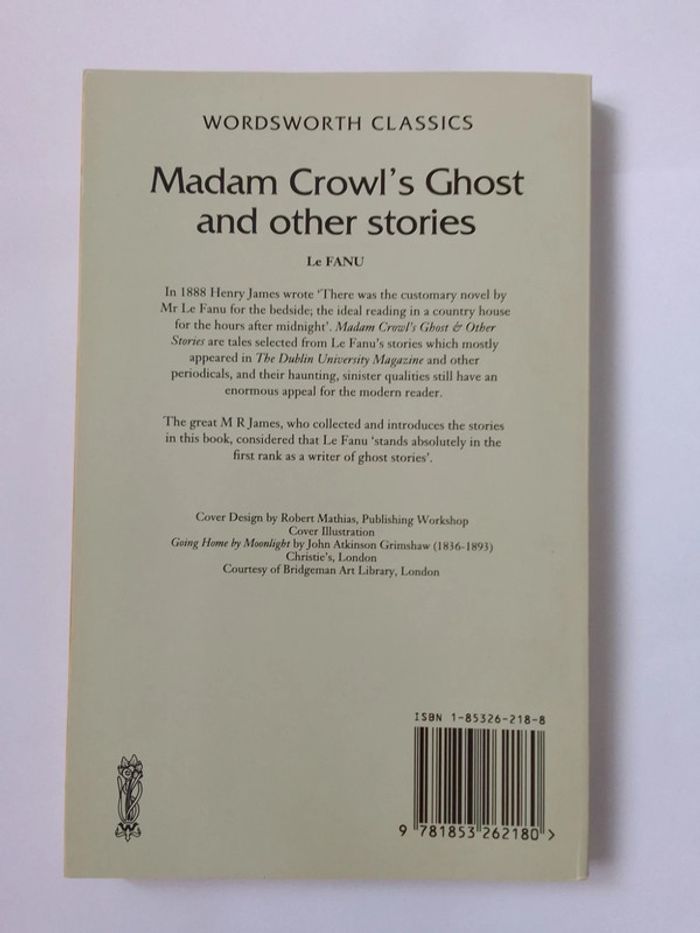 WORDSWORTH CLASSICS
Madam Crowl's Ghost
and other stories
Le FANU
In 1888 Henry James wrote 'There was the customary novel by
Mr Le Fanu for the bedside; the ideal reading in a country house
for the hours after midnight'. Madam Crowl's Ghost & Other
Stories are tales selected from Le Fanu's stories which mostly
appeared in The Dublin University Magazine and other
periodicals, and their haunting, sinister qualities still have an
enormous appeal for the modern reader.
The great M R James, who collected and introduces the stories
in this book, considered that Le Fanu 'stands absolutely in the
first rank as a writer of ghost stories'.
Cover Design by Robert Mathias, Publishing Workshop
Cover Illustration
Going Home by Moonlight by John Atkinson Grimshaw (1836-1893)
Christie's, London
Courtesy of Bridgeman Art Library, London
ISBN 1-85326-218-8
9 781853 262180 >
W